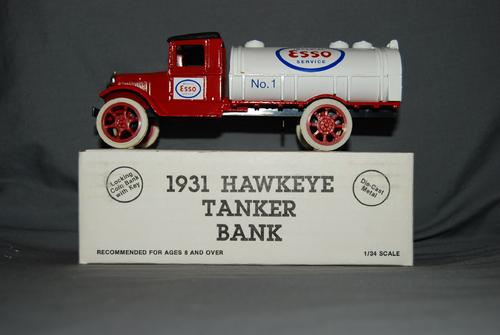 Esso
SERVICE
No. 1
Esso
Locking
Coin Bank
with Key
1931 HAWKEYE
TANKER
BANK
Die-Cast
Metal
RECOMMENDED FOR AGES 8 AND OVER
1/34 SCALE